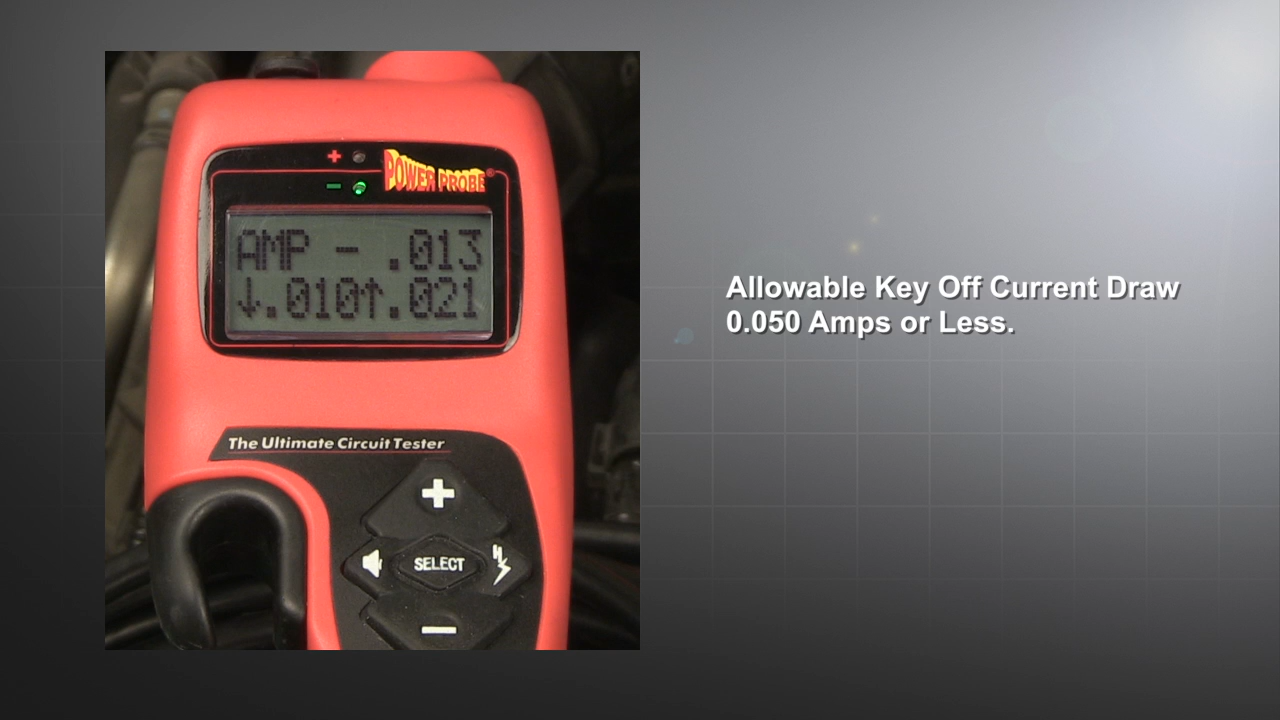 +
POWER PROBE®
−
AMP - .013
↓.010↑.021
The Ultimate Circuit Tester
+
SELECT
−
Allowable Key Off Current Draw
0.050 Amps or Less.